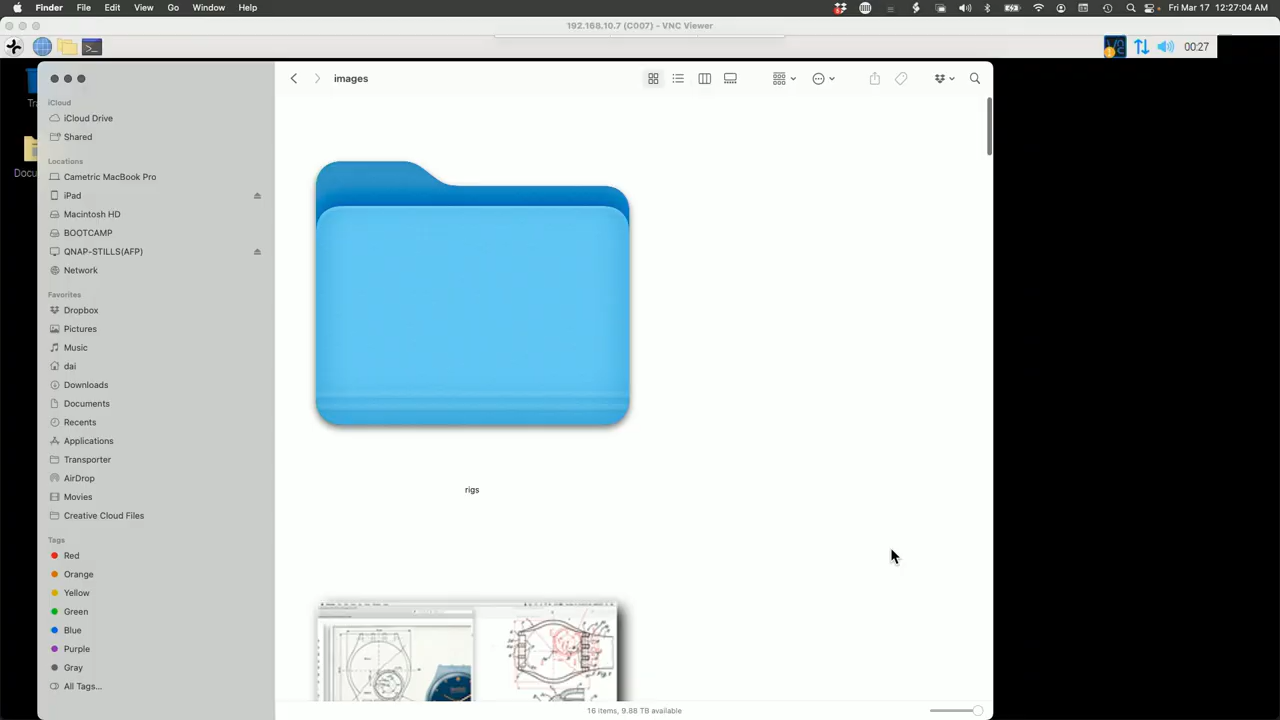 Finder File Edit View Go Window Help
Fri Mar 17 12:27:04 AM
192.168.10.7 (C007) - VNC Viewer
00:27
images
iCloud
iCloud Drive
Shared
Locations
Cametric MacBook Pro
iPad
Macintosh HD
BOOTCAMP
QNAP-STILLS(AFP)
Network
Favorites
Dropbox
Pictures
Music
dai
Downloads
Documents
Recents
Applications
Transporter
AirDrop
Movies
Creative Cloud Files
Tags
Red
Orange
Yellow
Green
Blue
Purple
Gray
All Tags...
rigs
16 items, 9.88 TB available
Tra
Docu